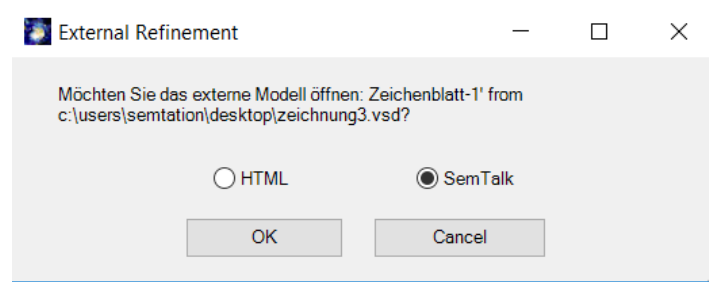 External Refinement
Möchten Sie das externe Modell öffnen: Zeichenblatt-1' from
c:\users\semtation\desktop\zeichnung3.vsd?
HTML
SemTalk
OK
Cancel